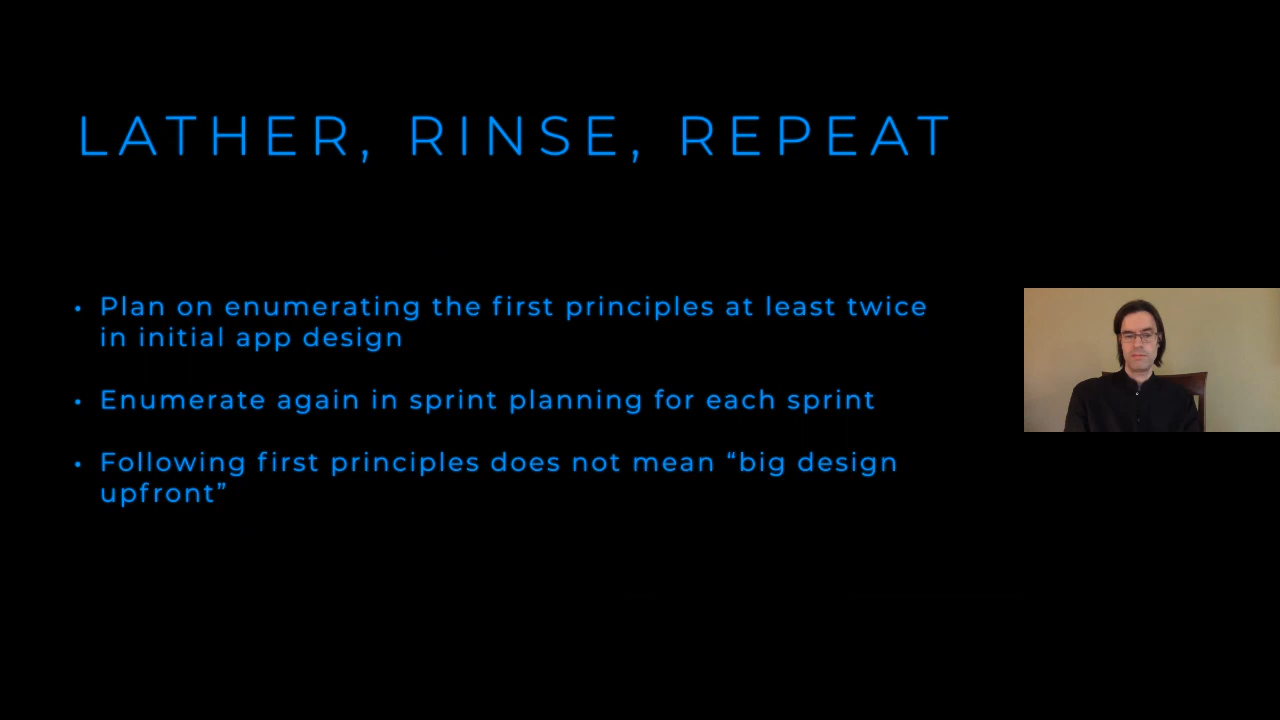 LATHER, RINSE, REPEAT
• Plan on enumerating the first principles at least twice
in initial app design
• Enumerate again in sprint planning for each sprint
• Following first principles does not mean “big design
upfront”